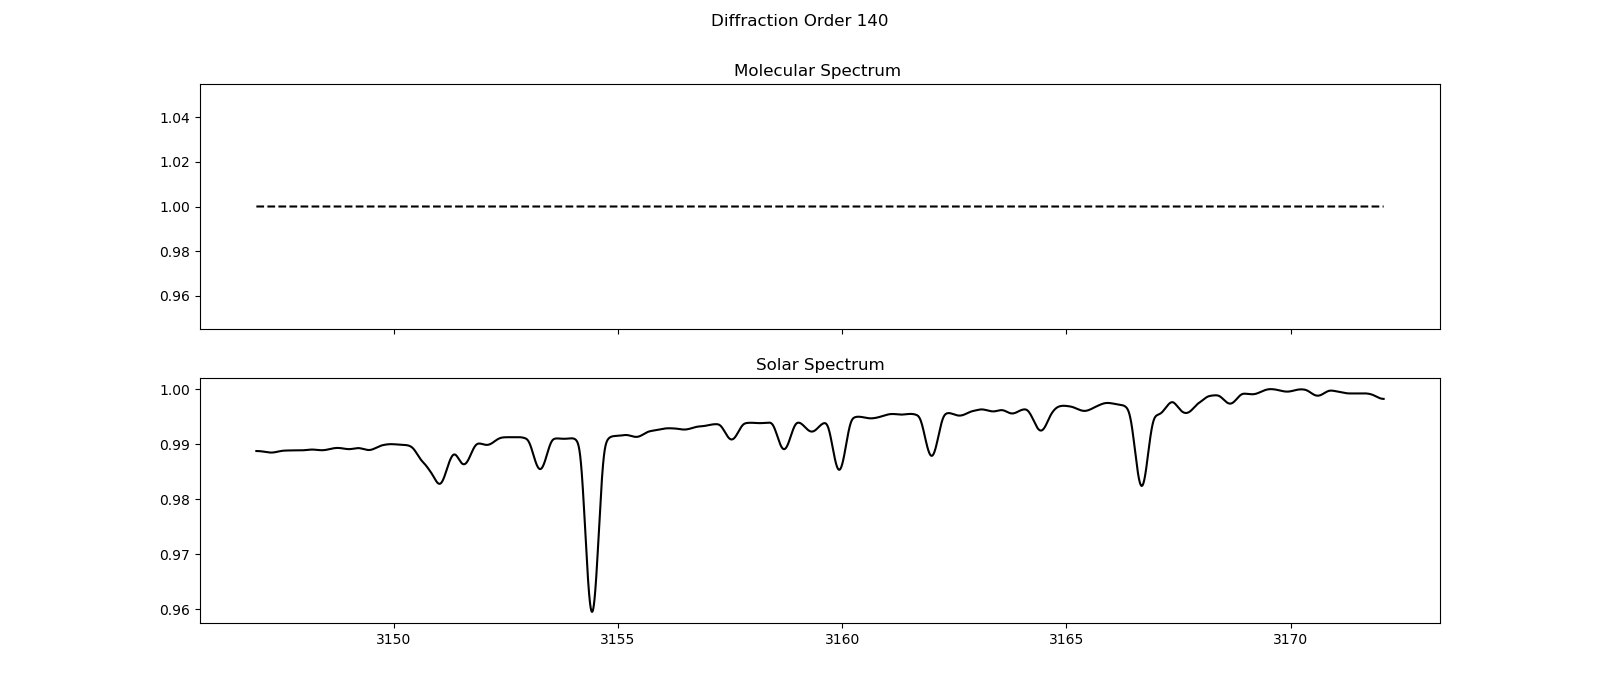 Diffraction Order 140
Molecular Spectrum
1.04
1.02
1.00
0.98
0.96
Solar Spectrum
1.00
0.99
0.98
0.97
0.96
3150 3155 3160 3165 3170